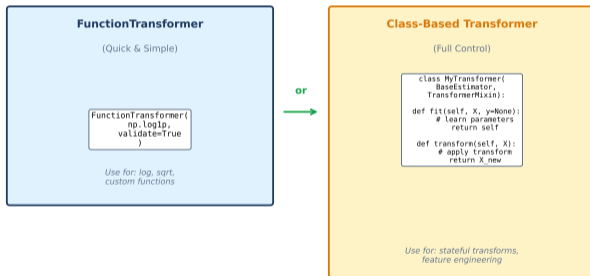 FunctionTransformer
(Quick & Simple)
FunctionTransformer(
np.log1p,
validate=True
)
Use for: log, sqrt,
custom functions
or
Class-Based Transformer
(Full Control)
class MyTransformer(
BaseEstimator,
TransformerMixin):
def fit(self, X, y=None):
# learn parameters
return self
def transform(self, X):
# apply transform
return X_new
Use for: stateful transforms,
feature engineering